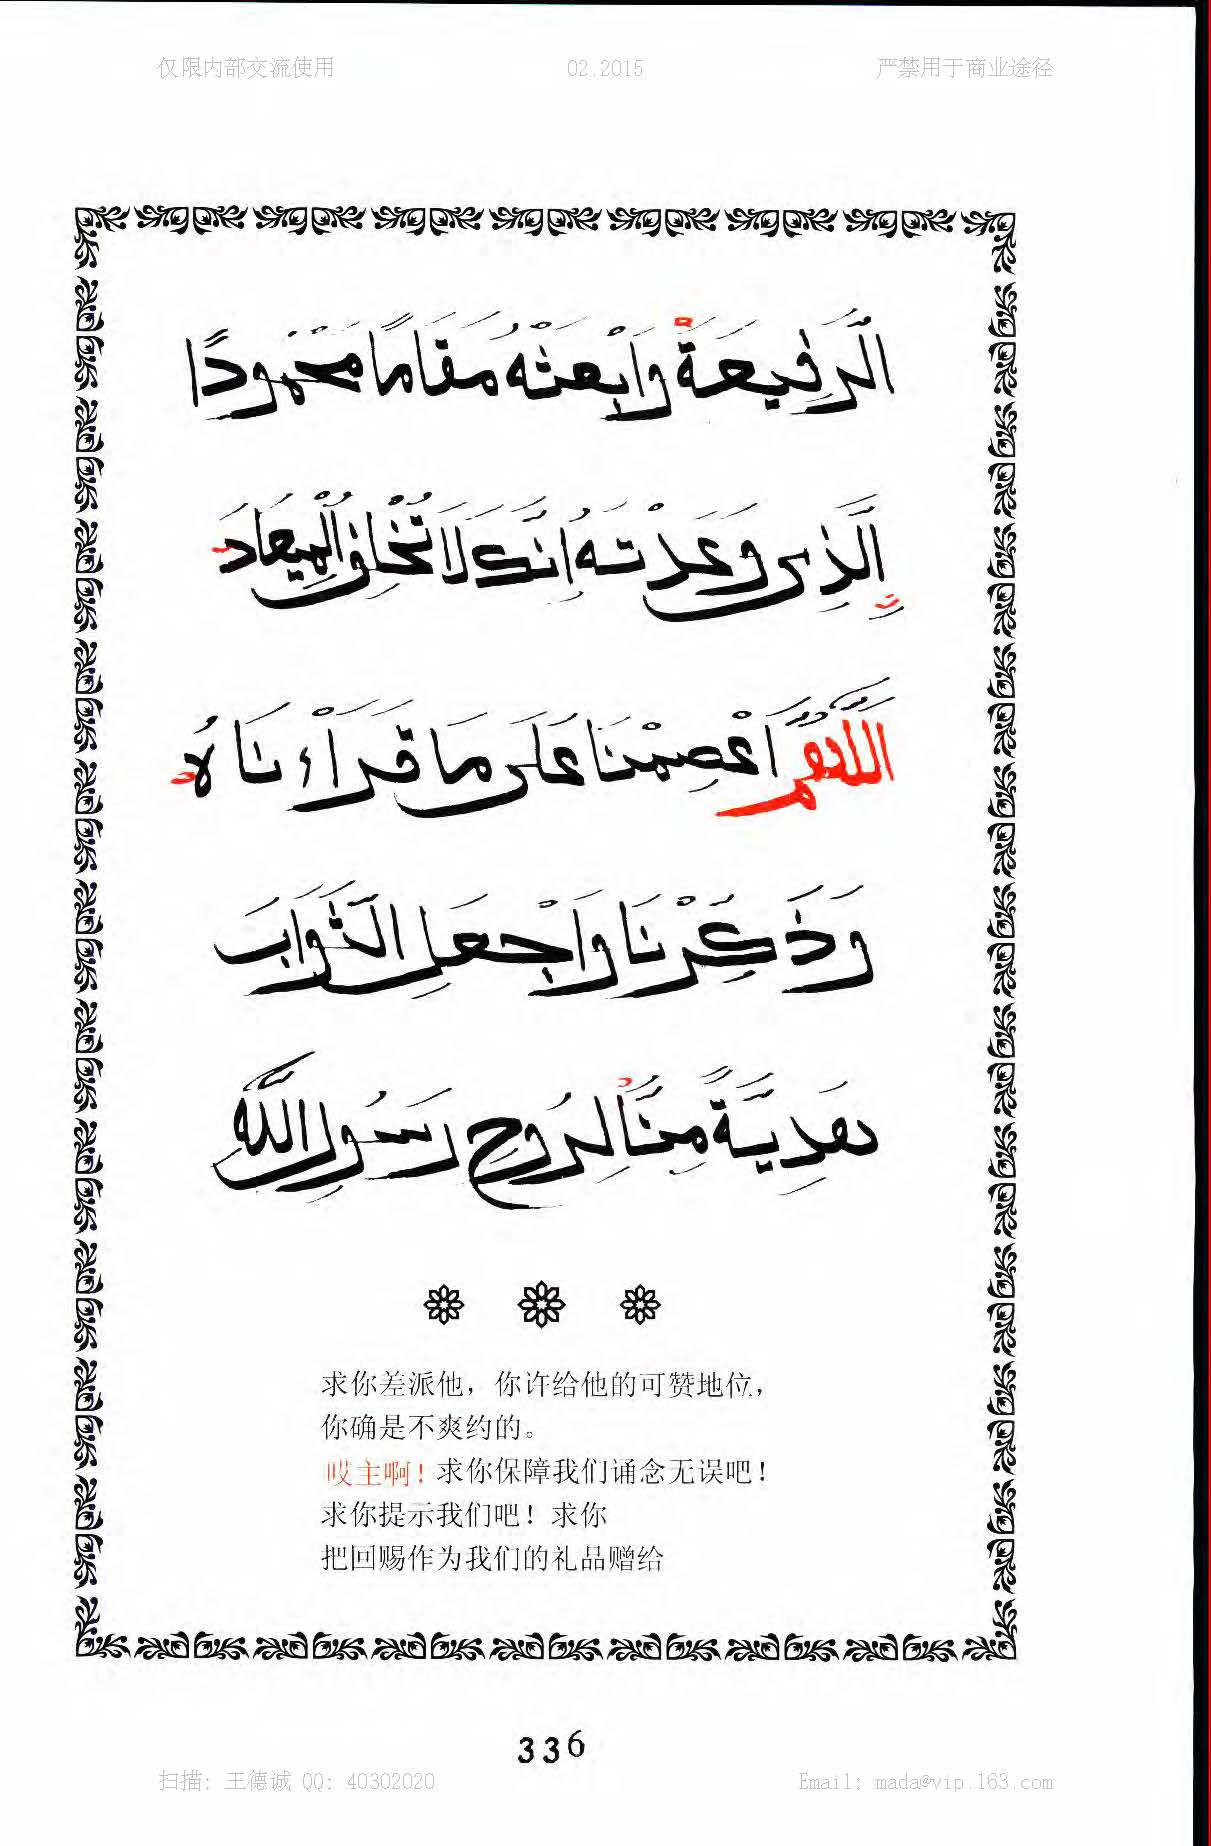 仅限内部交流使用 02.2015 严禁用于商业途径
الرَّفِيعَةَ وَابْعَثْهُ مَقَامًا مَحْمُودًا
الَّذِي وَعَدْتَهُ إِنَّكَ لَا تُخْلِفُ الْمِيعَادَ
اَللَّهُمَّ اعْصِمْنَا عَلَى مَا قَرَأْنَاهُ
وَذَكِّرْنَا وَاجْعَلِ الثَّوَابَ
هَدِيَّةً مِنَّا لِرُوحِ رَسُولِ اللَّهِ
求你差派他，你许给他的可赞地位，
你确是不爽约的。
哎主啊！求你保障我们诵念无误吧！
求你提示我们吧！求你
把回赐作为我们的礼品赠给
336
扫描: 王德诚 QQ: 40302020 Email: mada@vip.163.com